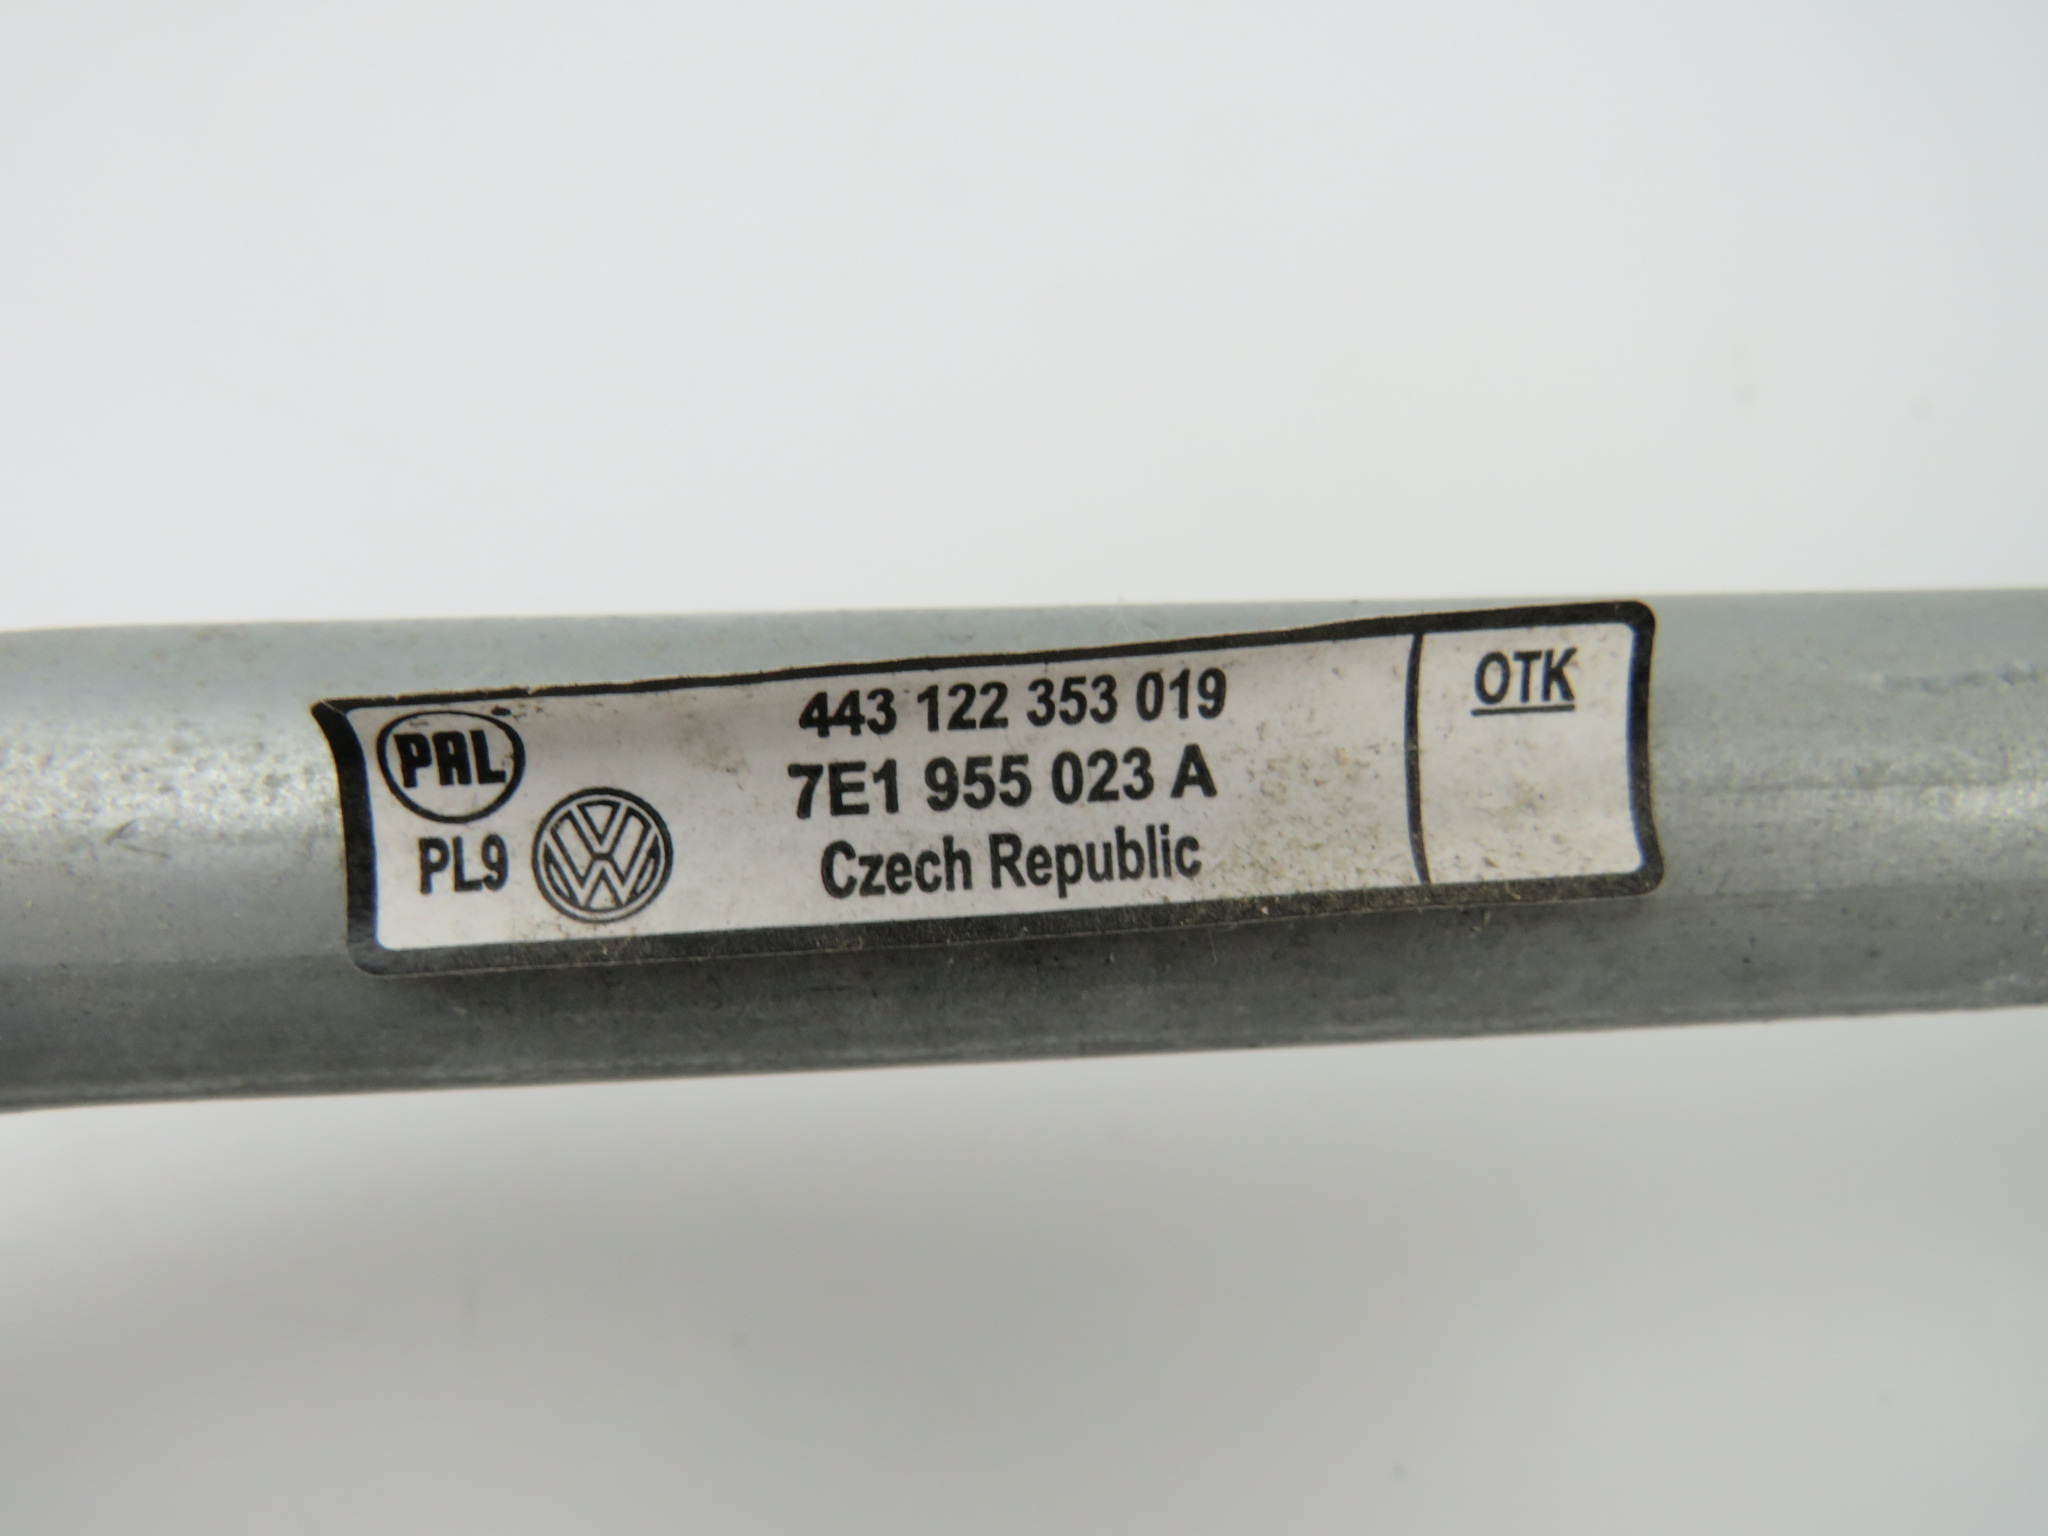 PAL
PL9
443 122 353 019
7E1 955 023 A
Czech Republic
OTK